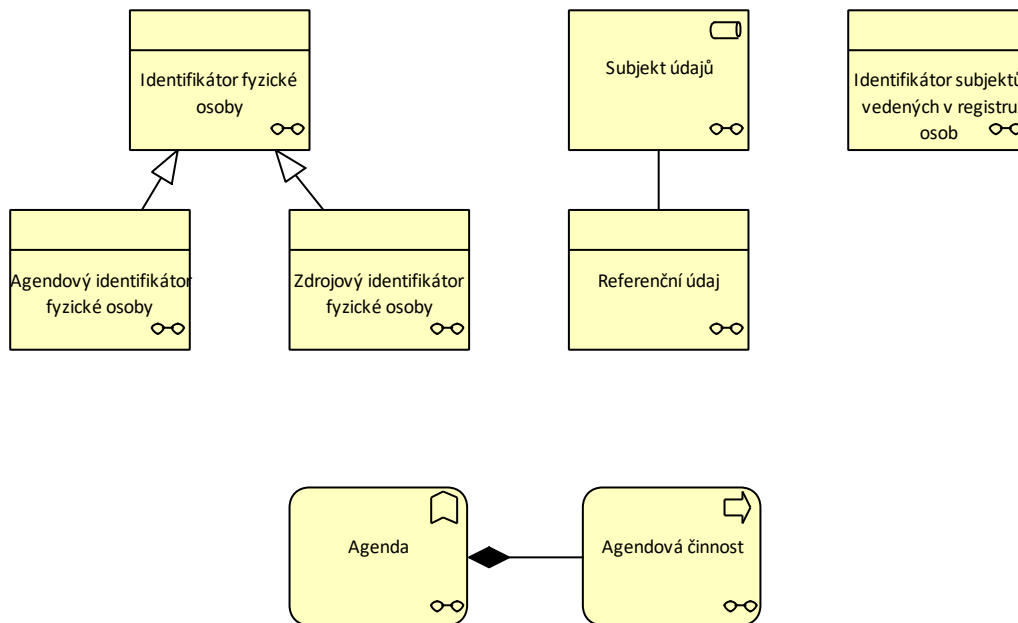 Identifikátor fyzické
osoby
Subjekt údajů
Identifikátor subjektů
vedených v registru
osob
Agendový identifikátor
fyzické osoby
Zdrojový identifikátor
fyzické osoby
Referenční údaj
Agenda
Agendová činnost